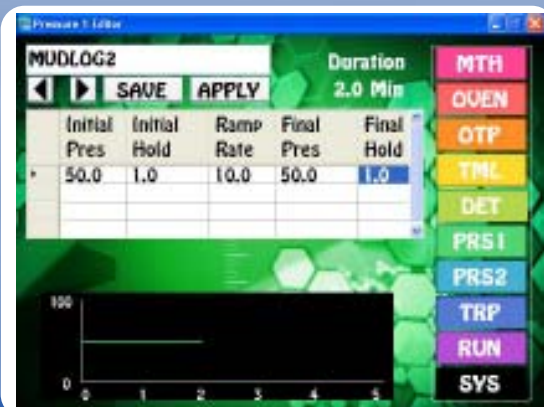 Pressure 1 Editor
MUDLOG2
Duration
SAVE APPLY
2.0 Min
Initial Pres Initial Hold Ramp Rate Final Pres Final Hold
50.0 1.0 10.0 50.0 1.0
MTH
OVEN
OTP
TML
DET
PRS1
PRS2
TRP
RUN
SYS
100
0
0 1 2 3 4 5